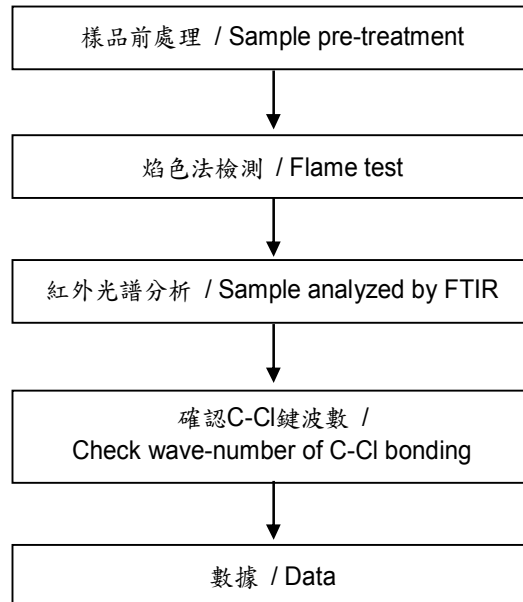 樣品前處理 / Sample pre-treatment
焰色法檢測 / Flame test
紅外光譜分析 / Sample analyzed by FTIR
確認C-Cl鍵波數 /
Check wave-number of C-Cl bonding
數據 / Data